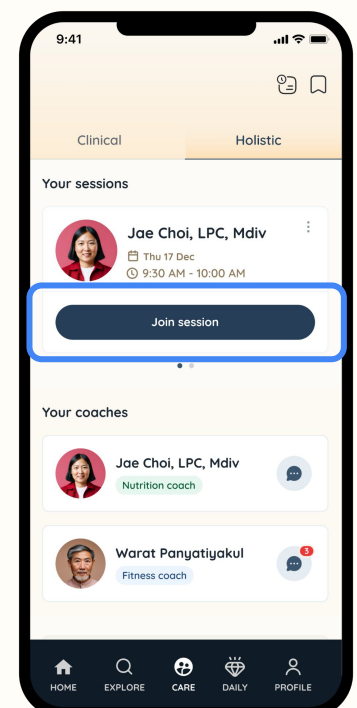 9:41
Clinical
Holistic
Your sessions
Jae Choi, LPC, Mdiv
Thu 17 Dec
9:30 AM - 10:00 AM
Join session
Your coaches
Jae Choi, LPC, Mdiv
Nutrition coach
Warat Panyatiyakul
3
Fitness coach
HOME
EXPLORE
CARE
DAILY
PROFILE